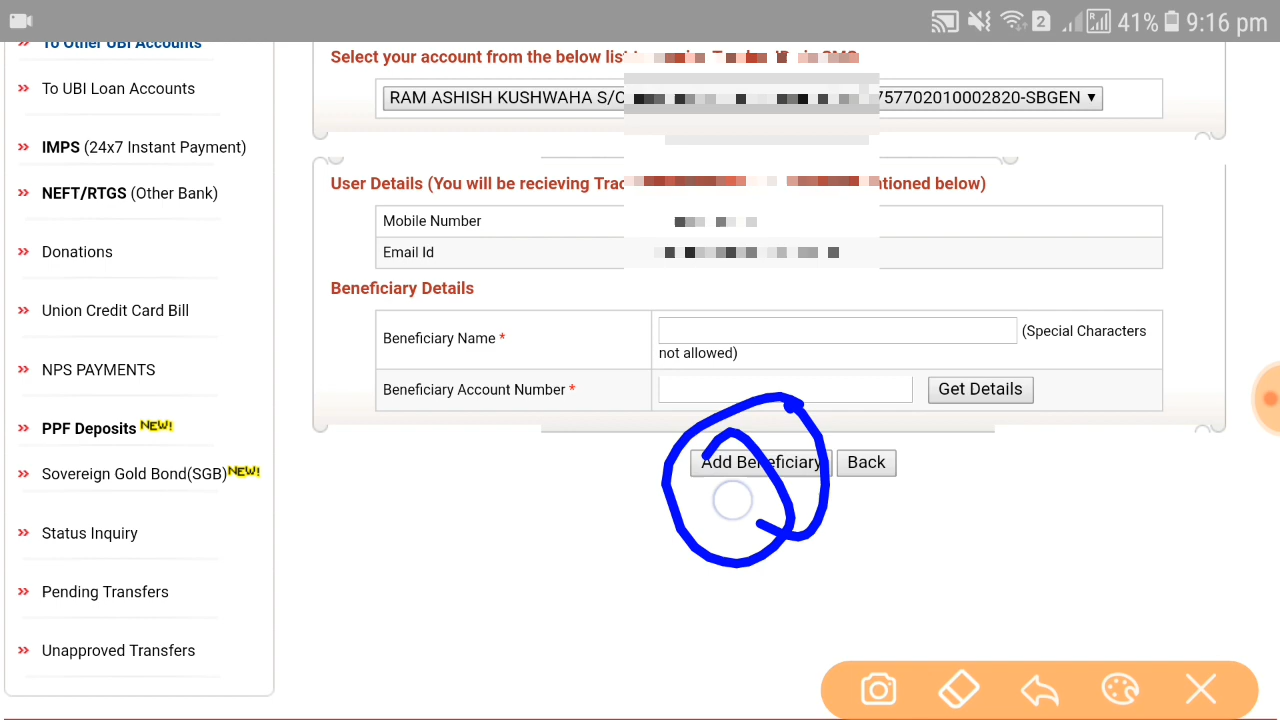 2 41% 9:16 pm
To Other UBI Accounts
To UBI Loan Accounts
IMPS (24x7 Instant Payment)
NEFT/RTGS (Other Bank)
Donations
Union Credit Card Bill
NPS PAYMENTS
PPF Deposits NEW!
Sovereign Gold Bond(SGB) NEW!
Status Inquiry
Pending Transfers
Unapproved Transfers
Select your account from the below list
RAM ASHISH KUSHWAHA S/O 757702010002820-SBGEN
User Details (You will be recieving below)
Mobile Number
Email Id
Beneficiary Details
Beneficiary Name * (Special Characters
not allowed)
Beneficiary Account Number * Get Details
Add Beneficiary Back